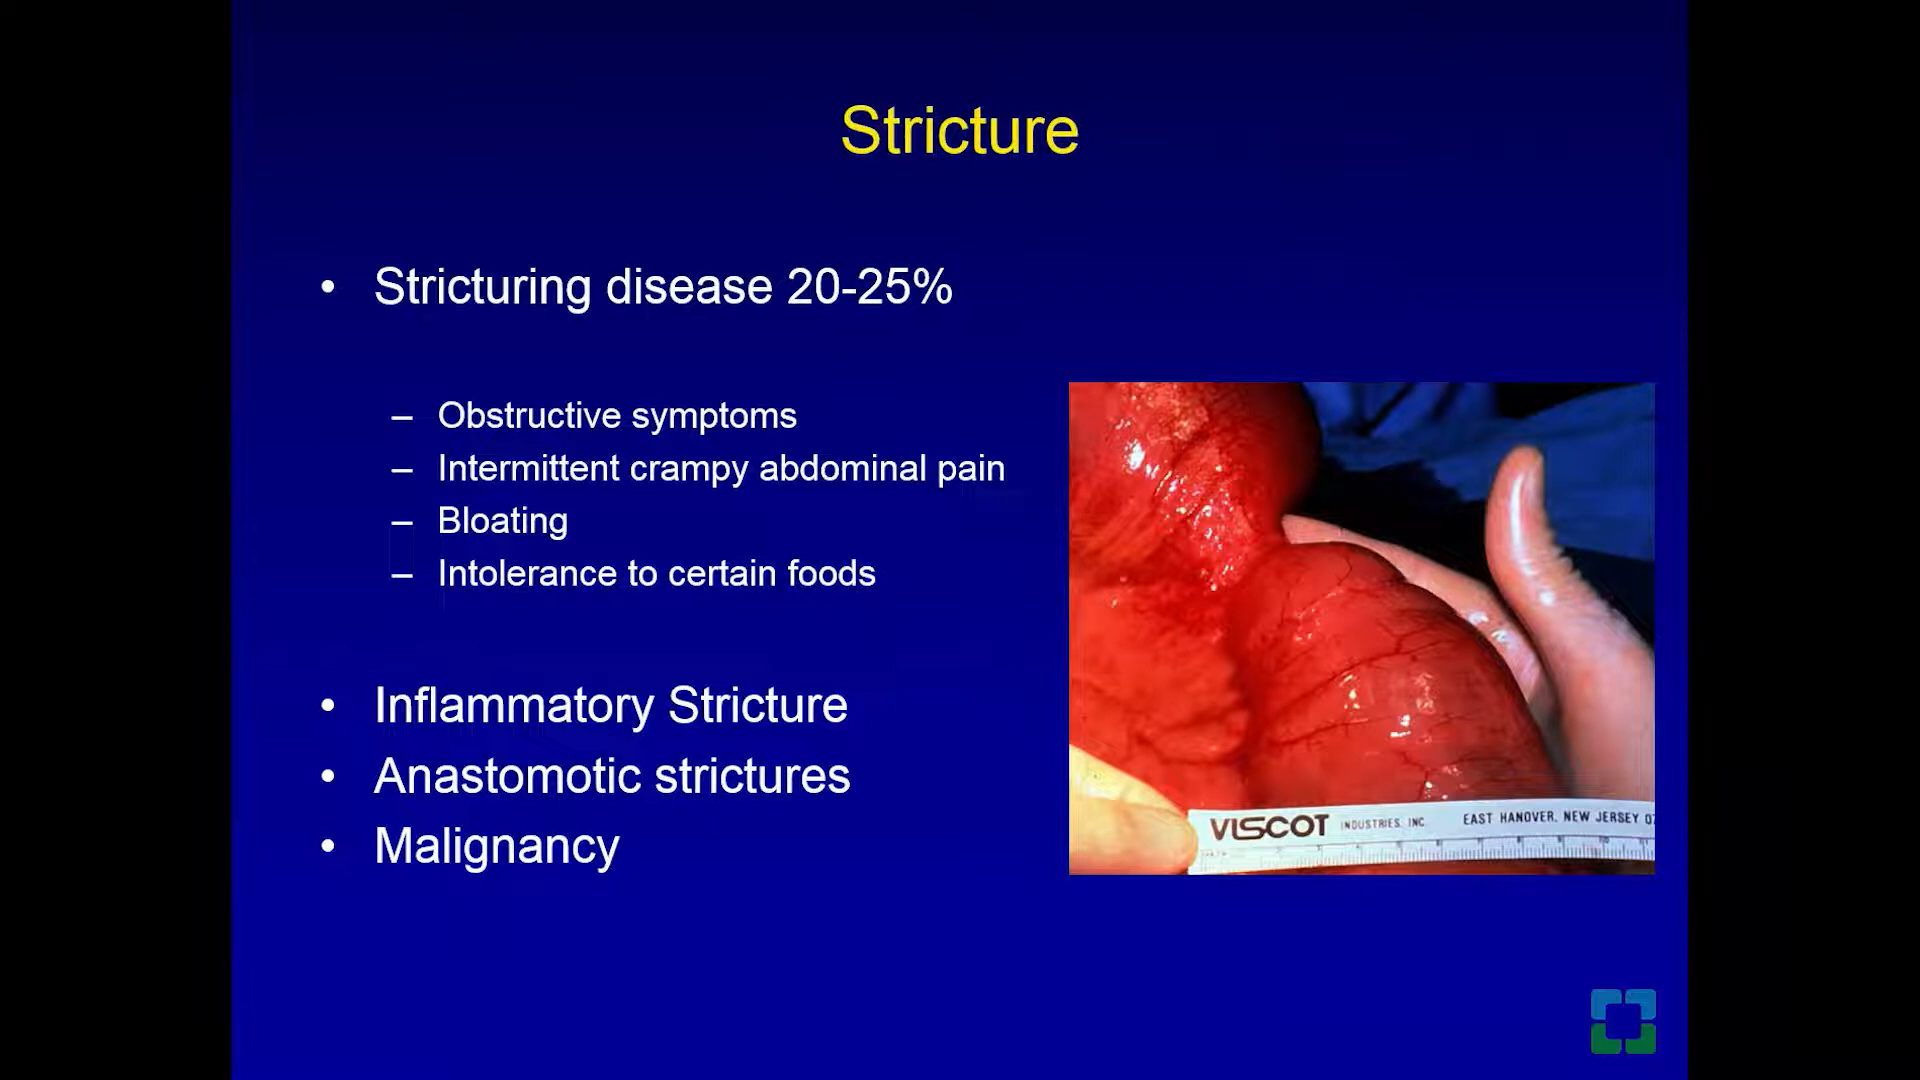 Stricture
• Stricturing disease 20-25%
– Obstructive symptoms
– Intermittent crampy abdominal pain
– Bloating
– Intolerance to certain foods
• Inflammatory Stricture
• Anastomotic strictures
• Malignancy
VISCOT INDUSTRIES, INC. EAST HANOVER, NEW JERSEY 07